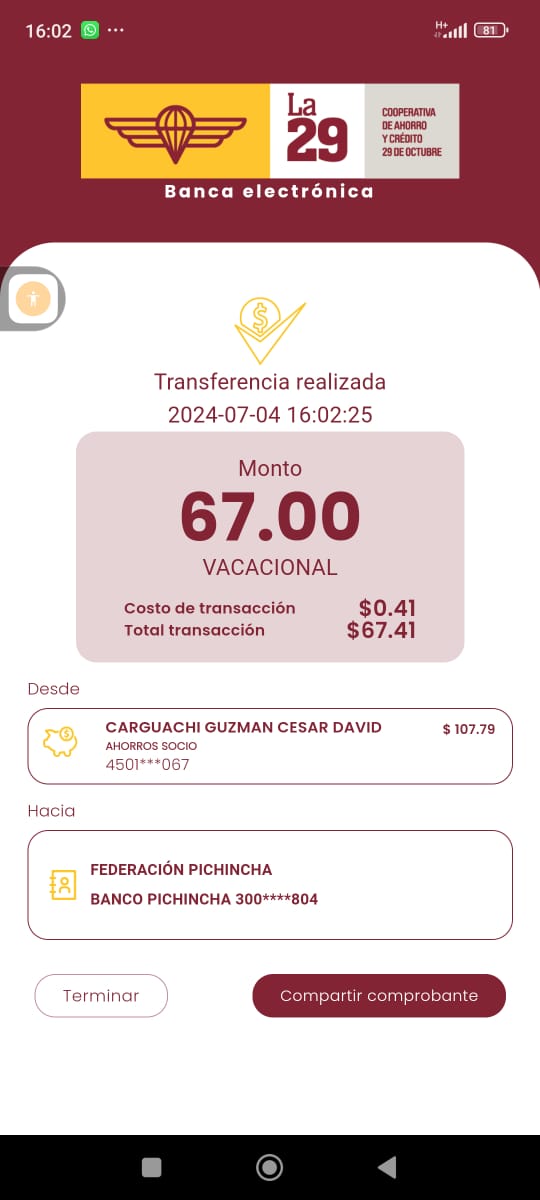 16:02
H+
81
La
29
COOPERATIVA
DE AHORRO
Y CRÉDITO
29 DE OCTUBRE
Banca electrónica
Transferencia realizada
2024-07-04 16:02:25
Monto
67.00
VACACIONAL
Costo de transacción $0.41
Total transacción $67.41
Desde
CARGUACHI GUZMAN CESAR DAVID $ 107.79
AHORROS SOCIO
4501***067
Hacia
FEDERACIÓN PICHINCHA
BANCO PICHINCHA 300****804
Terminar Compartir comprobante